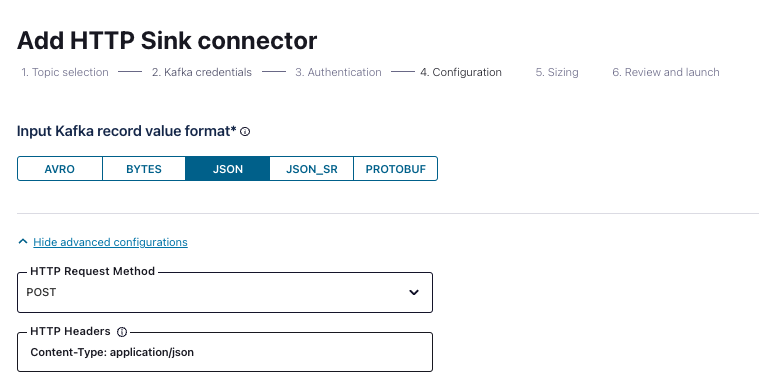 Add HTTP Sink connector
1. Topic selection 2. Kafka credentials 3. Authentication 4. Configuration 5. Sizing 6. Review and launch
Input Kafka record value format*
AVRO BYTES JSON JSON_SR PROTOBUF
Hide advanced configurations
HTTP Request Method
POST
HTTP Headers
Content-Type: application/json